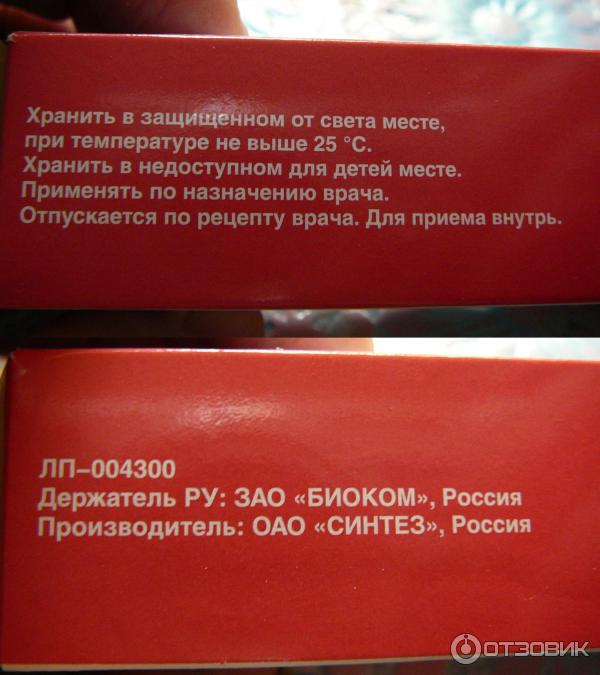 Хранить в защищенном от света месте,
при температуре не выше 25 °С.
Хранить в недоступном для детей месте.
Применять по назначению врача.
Отпускается по рецепту врача. Для приема внутрь.
ЛП–004300
Держатель РУ: ЗАО «БИОКОМ», Россия
Производитель: ОАО «СИНТЕЗ», Россия
ОТЗОВИК